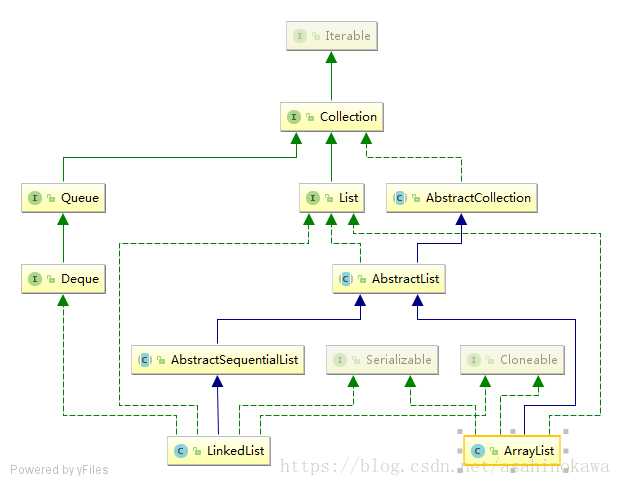 I Iterable
I Collection
I Queue
I List
C AbstractCollection
I Deque
C AbstractList
C AbstractSequentialList
I Serializable
I Cloneable
C LinkedList
C ArrayList
Powered by yFiles
https://blog.csdn.net/asahinokawa